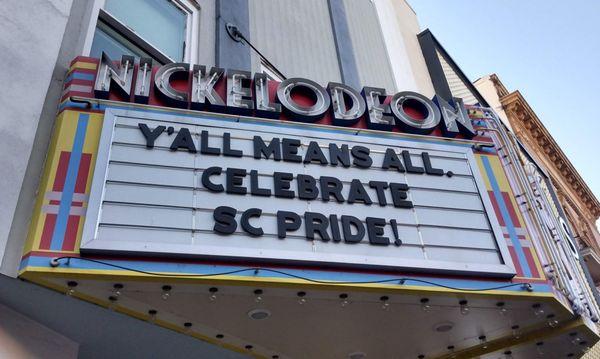 NICKELODEON
Y'ALL MEANS ALL.
CELEBRATE
SC PRIDE!